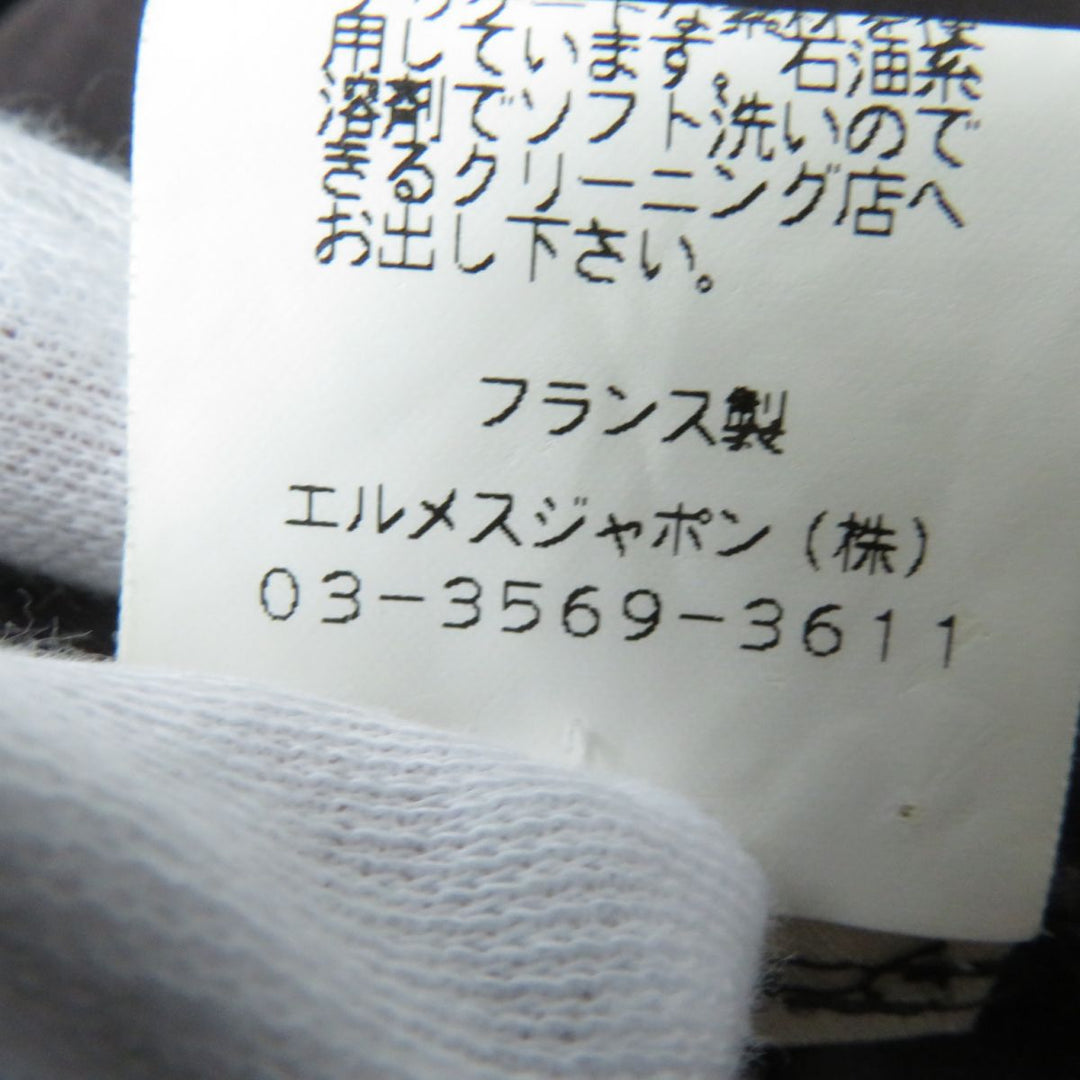 用しています。石油系
溶剤でソフト洗いので
きるクリーニング店へ
お出し下さい。
フランス製
エルメスジャポン(株)
03-3569-3611